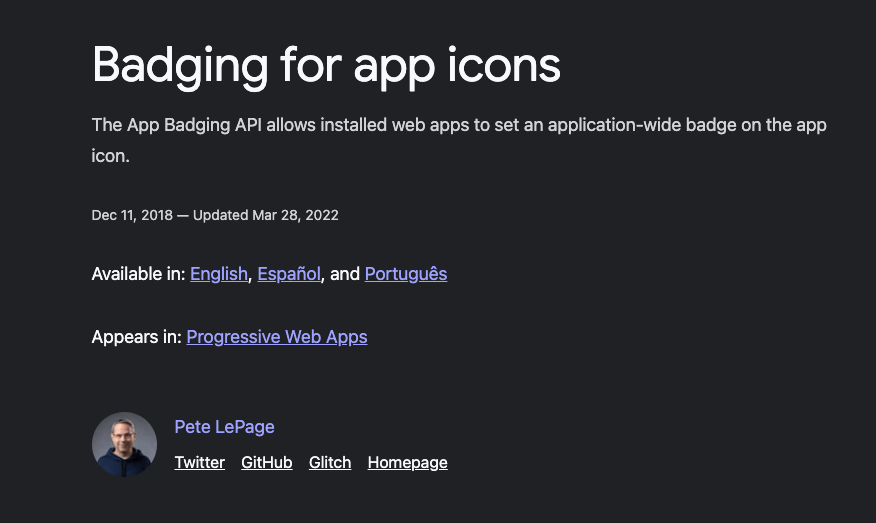 Badging for app icons
The App Badging API allows installed web apps to set an application-wide badge on the app
icon.
Dec 11, 2018 — Updated Mar 28, 2022
Available in: English, Español, and Português
Appears in: Progressive Web Apps
Pete LePage
Twitter GitHub Glitch Homepage